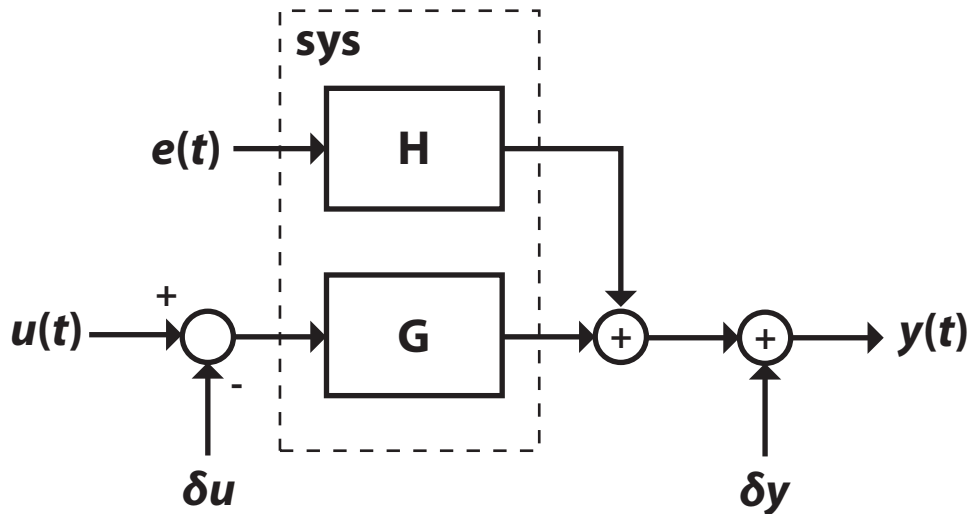 sys
e(t)
H
+
u(t)
G
+
+
y(t)
-
δu
δy